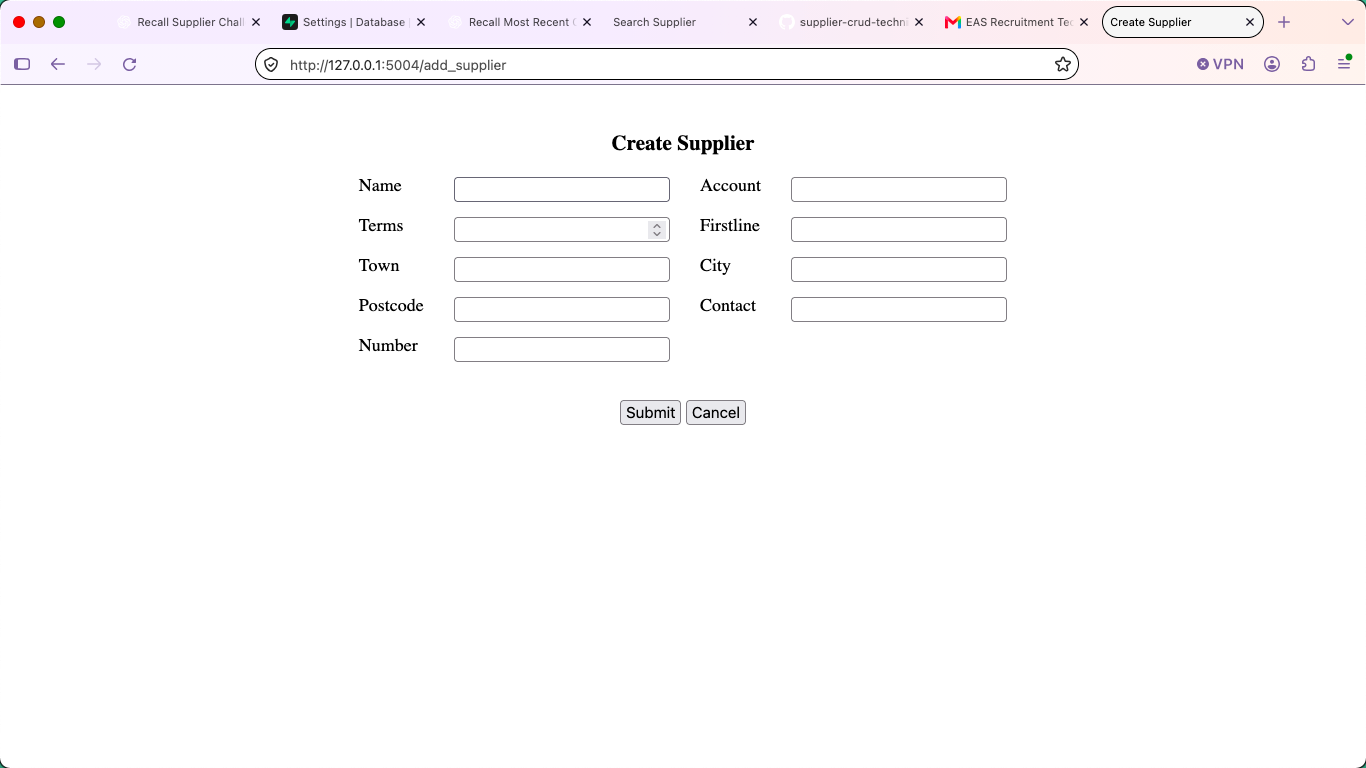 Recall Supplier Chall
Settings | Database
Recall Most Recent
Search Supplier
supplier-crud-techni
EAS Recruitment Tec
Create Supplier
http://127.0.0.1:5004/add_supplier
VPN
Create Supplier
Name
Account
Terms
Firstline
Town
City
Postcode
Contact
Number
Submit Cancel